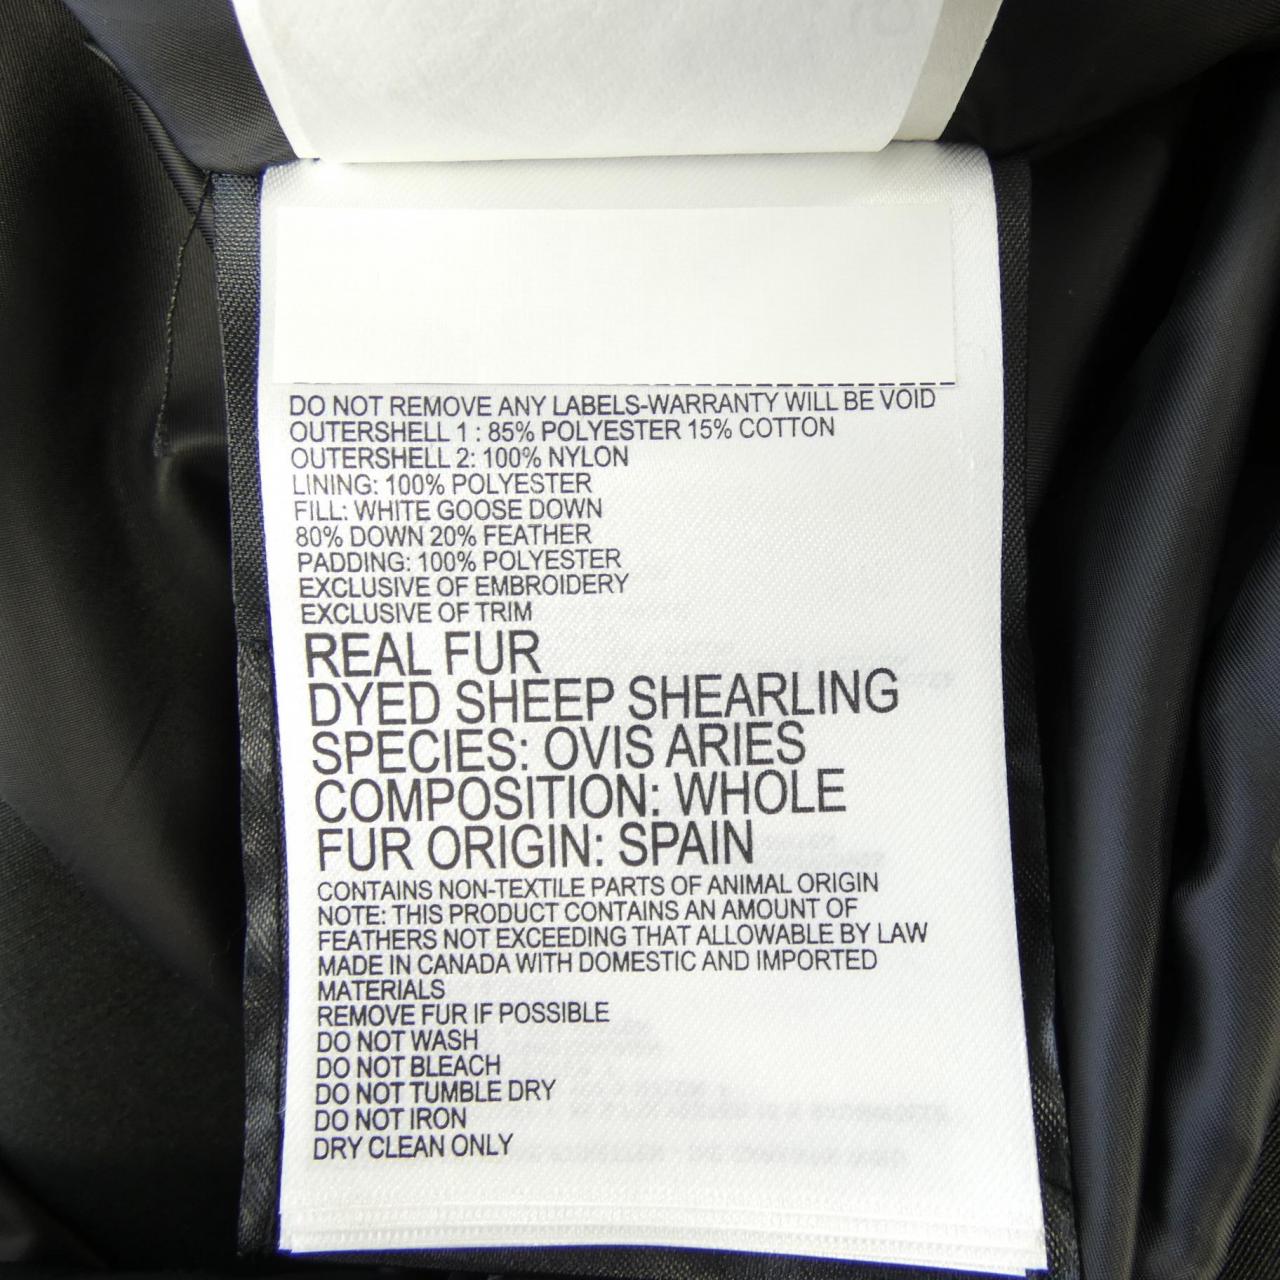 DO NOT REMOVE ANY LABELS-WARRANTY WILL BE VOID
OUTERSHELL 1 : 85% POLYESTER 15% COTTON
OUTERSHELL 2: 100% NYLON
LINING: 100% POLYESTER
FILL: WHITE GOOSE DOWN
80% DOWN 20% FEATHER
PADDING: 100% POLYESTER
EXCLUSIVE OF EMBROIDERY
EXCLUSIVE OF TRIM
REAL FUR
DYED SHEEP SHEARLING
SPECIES: OVIS ARIES
COMPOSITION: WHOLE
FUR ORIGIN: SPAIN
CONTAINS NON-TEXTILE PARTS OF ANIMAL ORIGIN
NOTE: THIS PRODUCT CONTAINS AN AMOUNT OF
FEATHERS NOT EXCEEDING THAT ALLOWABLE BY LAW
MADE IN CANADA WITH DOMESTIC AND IMPORTED
MATERIALS
REMOVE FUR IF POSSIBLE
DO NOT WASH
DO NOT BLEACH
DO NOT TUMBLE DRY
DO NOT IRON
DRY CLEAN ONLY